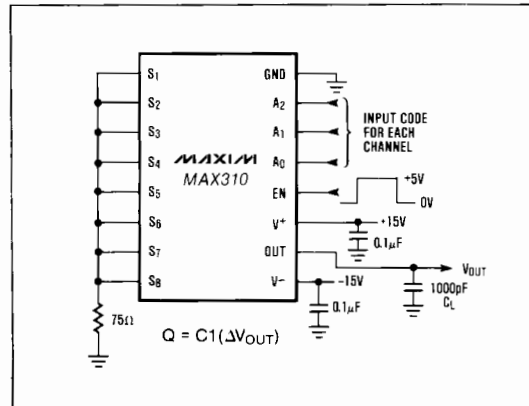 S1
S2
S3
S4
S5
S6
S7
S8
75Ω
MAXIM
MAX310
GND
A2
A1
A0
EN
V+
OUT
V−
INPUT CODE
FOR EACH
CHANNEL
+5V
0V
+15V
0.1µF
VOUT
−15V
0.1µF
1000pF
CL
Q = C1(ΔVOUT)